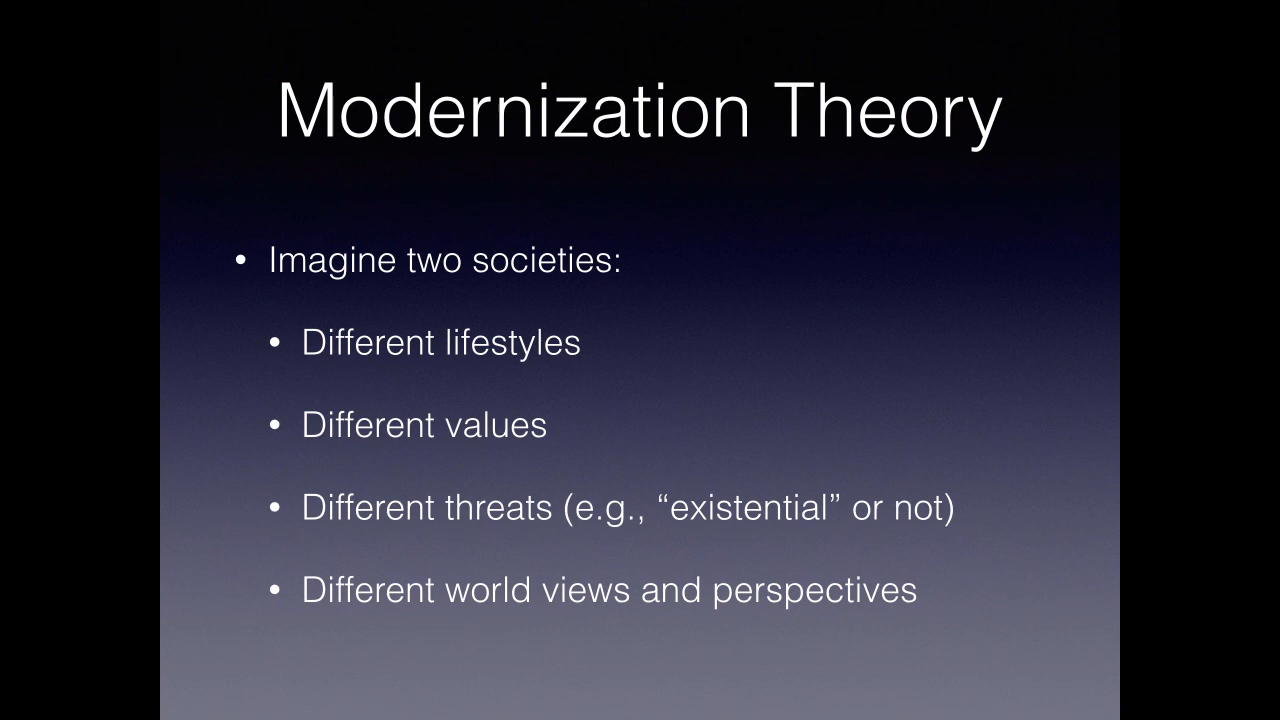 Modernization Theory
• Imagine two societies:
• Different lifestyles
• Different values
• Different threats (e.g., “existential” or not)
• Different world views and perspectives